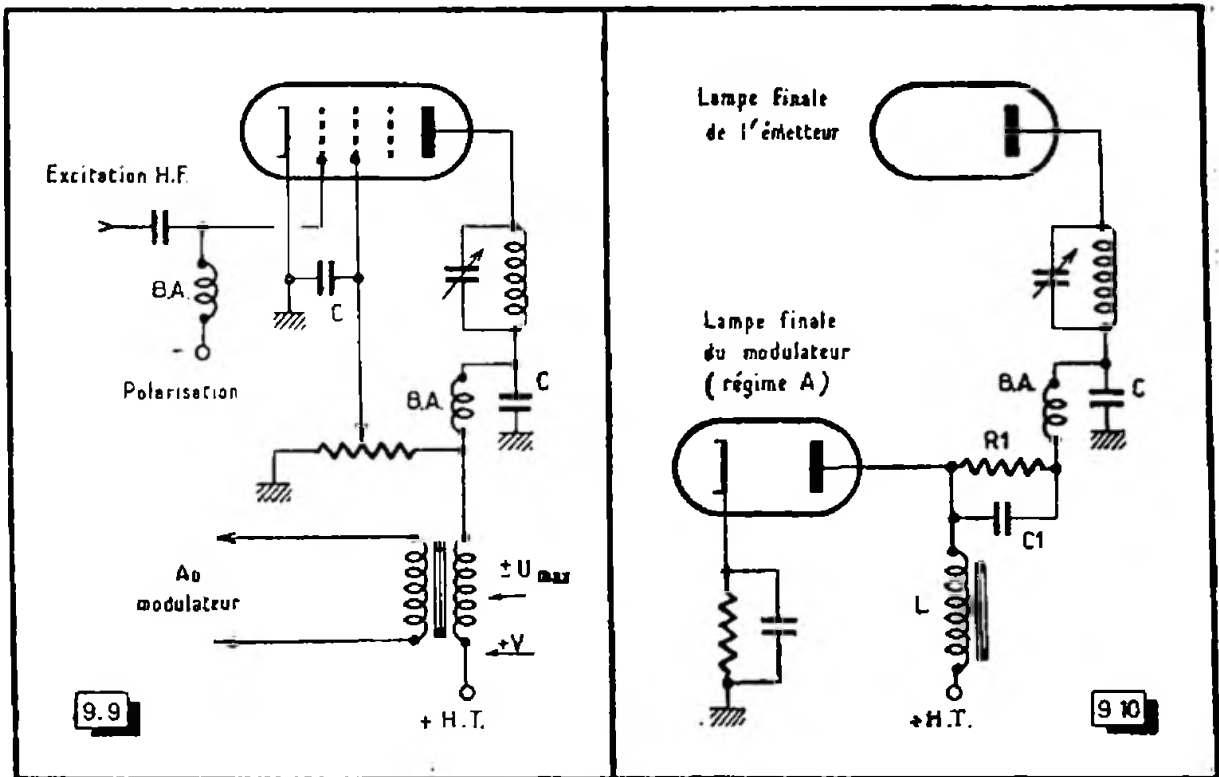 Excitation H.F.
B.A.
-
Polarisation
C
B.A.
C
Au
modulateur
± U max
+V
+ H.T.
9.9
Lampe finale
de l'émetteur
Lampe finale
du modulateur
(régime A)
B.A.
C
R1
C1
L
+H.T.
9 10